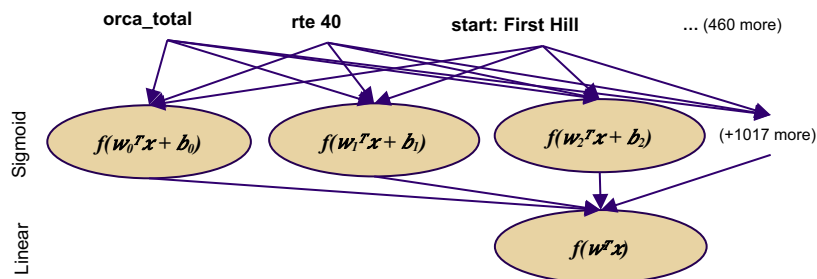 orca_total
rte 40
start: First Hill
... (460 more)
Sigmoid
f(w₀ᵀx + b₀)
f(w₁ᵀx + b₁)
f(w₂ᵀx + b₂)
(+1017 more)
Linear
f(wᵀx)